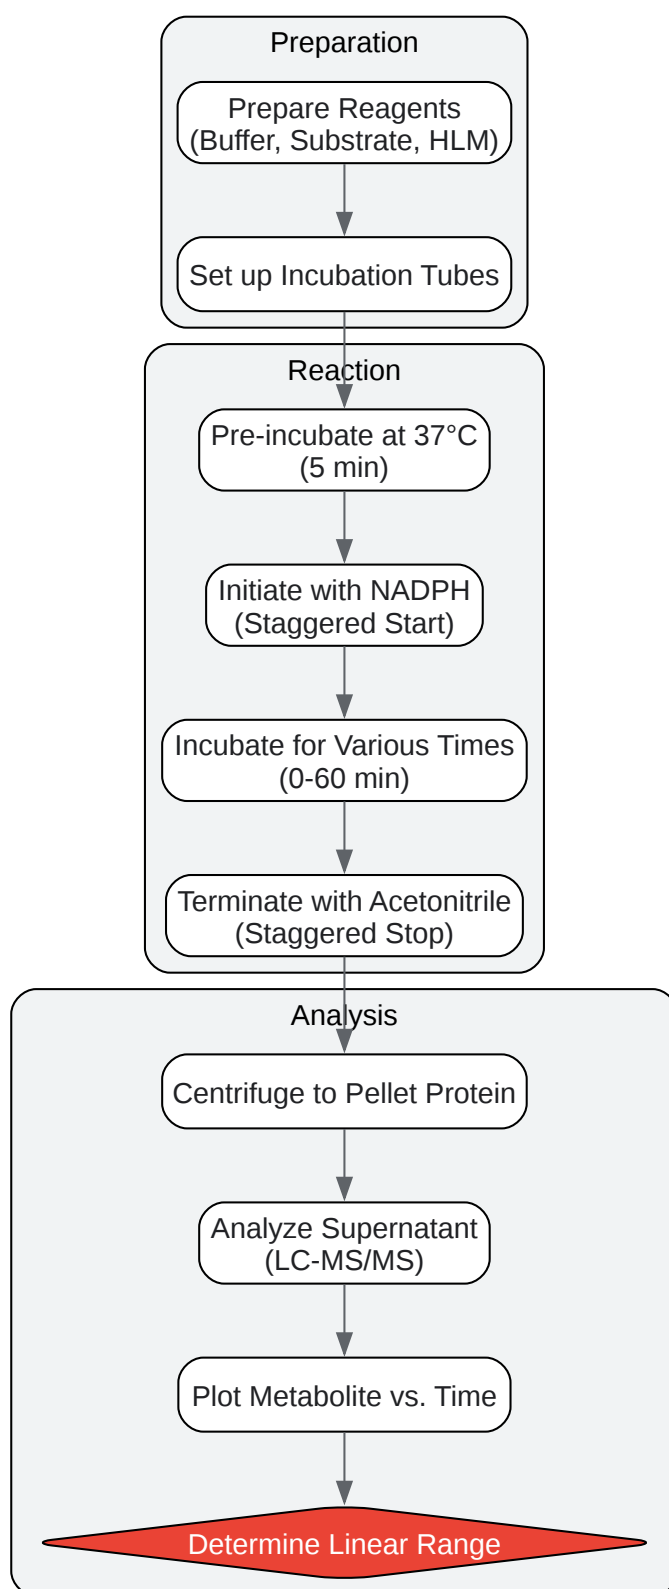 Preparation
Prepare Reagents
(Buffer, Substrate, HLM)
Set up Incubation Tubes
Reaction
Pre-incubate at 37°C
(5 min)
Initiate with NADPH
(Staggered Start)
Incubate for Various Times
(0-60 min)
Terminate with Acetonitrile
(Staggered Stop)
Analysis
Centrifuge to Pellet Protein
Analyze Supernatant
(LC-MS/MS)
Plot Metabolite vs. Time
Determine Linear Range